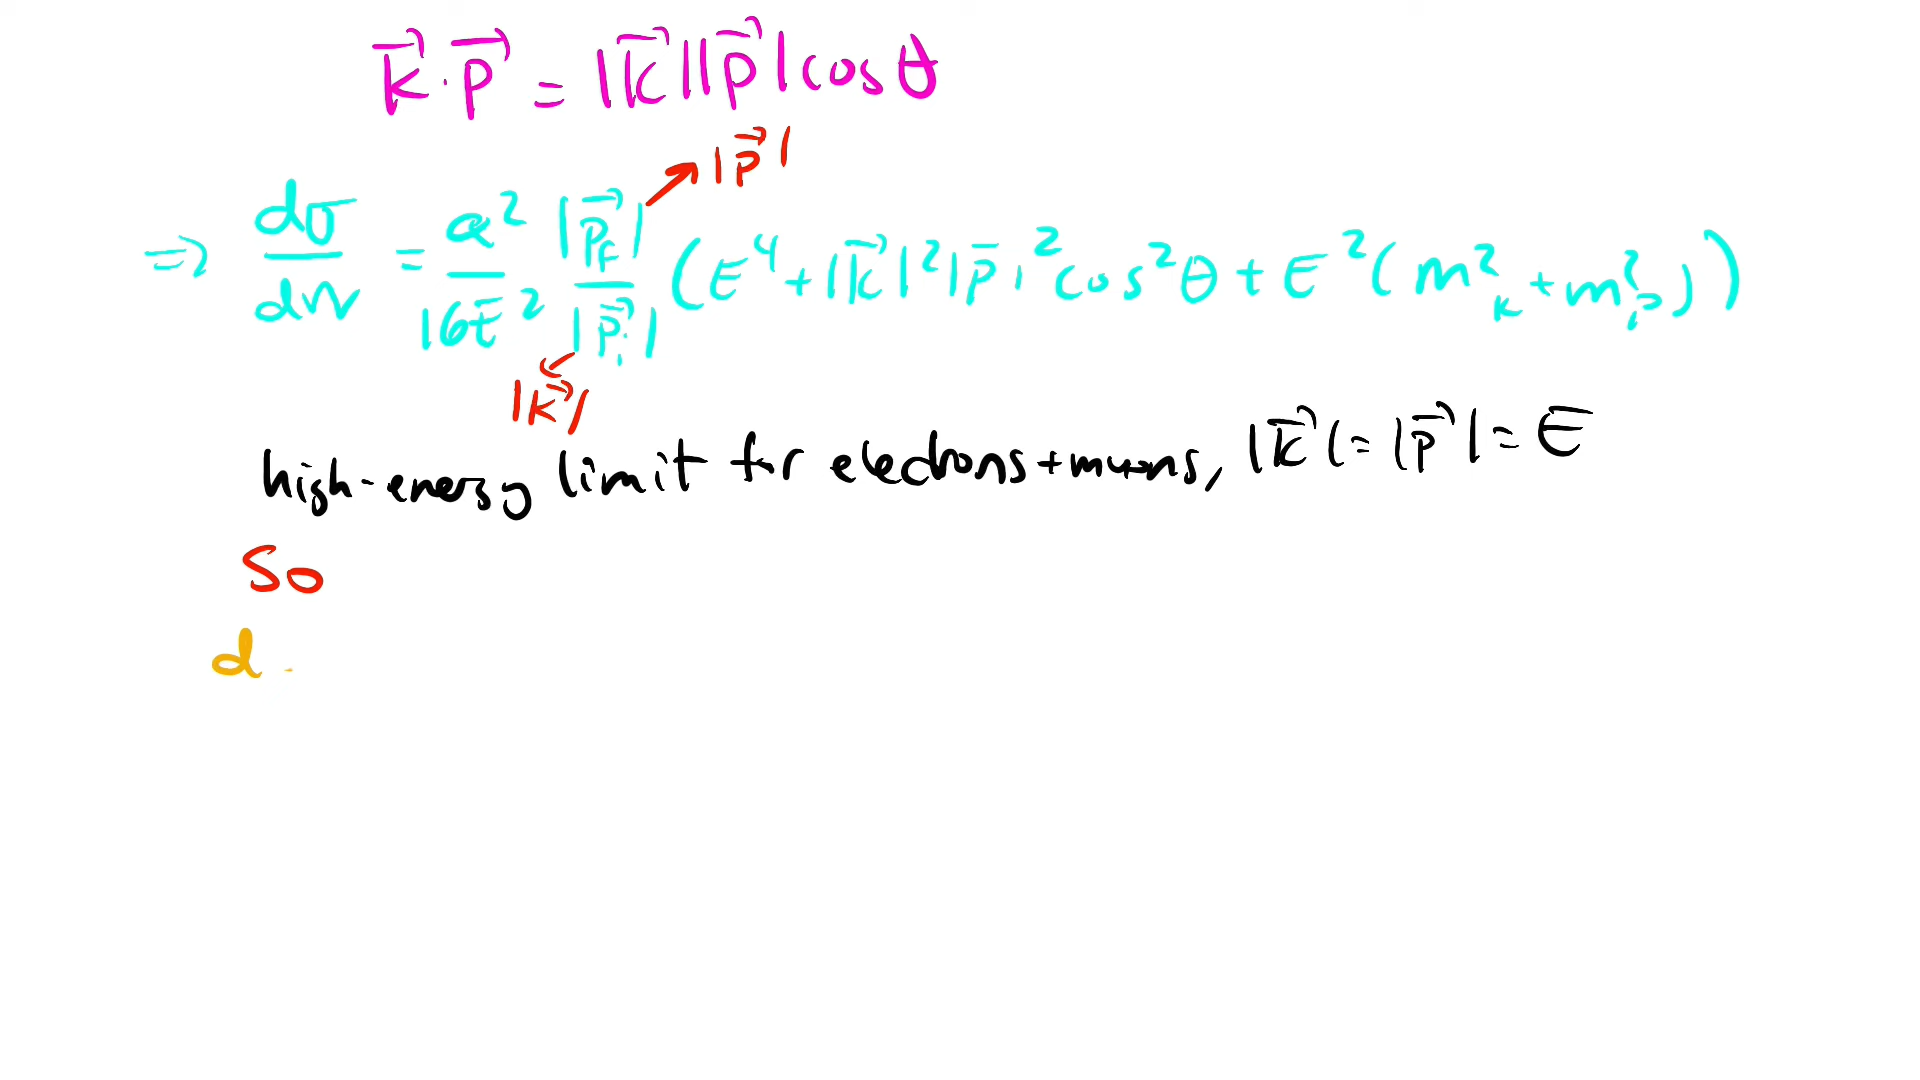 k⃗·p⃗ = |k⃗||p⃗|cosθ
|p⃗|
⇒ dσ/dΩ = α²/16E² |p⃗_f|/|p⃗_i| (E⁴ + |k⃗|²|p⃗|²cos²θ + E²(m²_k + m²_p))
|k⃗|
high-energy limit for electrons + muons, |k⃗| = |p⃗| = E
So
d